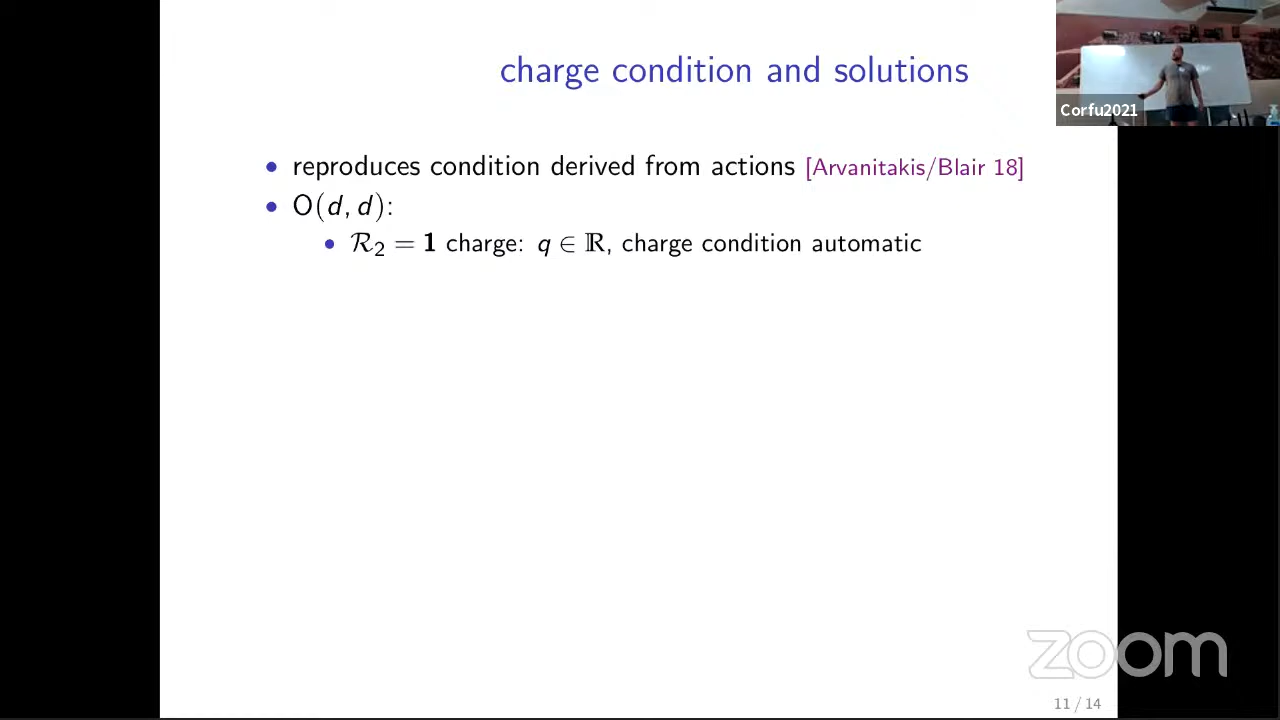 charge condition and solutions
Corfu2021
• reproduces condition derived from actions [Arvanitakis/Blair 18]
• O(d, d):
• ℛ₂ = 1 charge: q ∈ ℝ, charge condition automatic
zoom
11 / 14